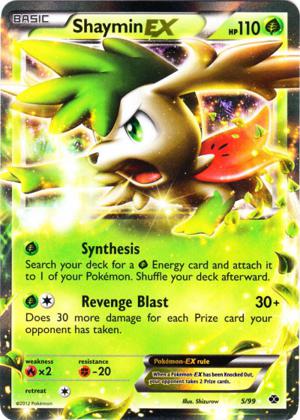 BASIC
Shaymin EX HP110
Synthesis
Search your deck for a Energy card and attach it
to 1 of your Pokémon. Shuffle your deck afterward.
Revenge Blast 30+
Does 30 more damage for each Prize card your
opponent has taken.
weakness
×2
resistance
-20
retreat
Pokémon-EX rule
When a Pokémon-EX has been Knocked Out,
your opponent takes 2 Prize cards.
©2012 Pokémon
Illus. Shizurow
5/99